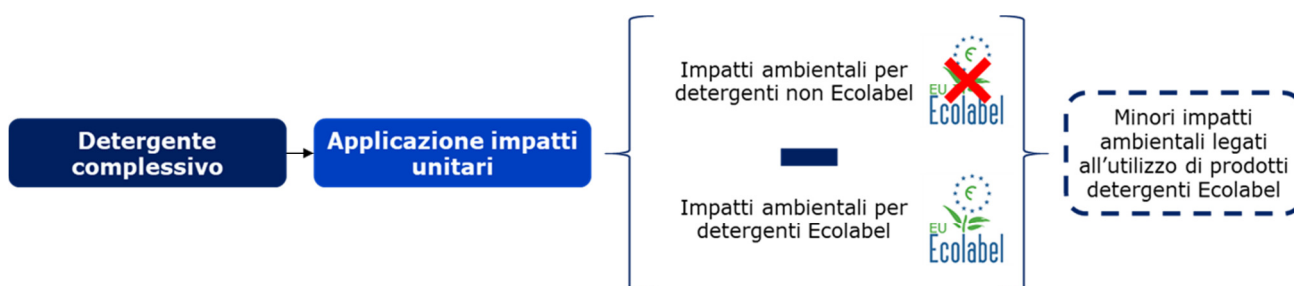 Detergente
complessivo
Applicazione impatti
unitari
Impatti ambientali per
detergenti non Ecolabel
EU
Ecolabel
Impatti ambientali per
detergenti Ecolabel
EU
Ecolabel
Minori impatti
ambientali legati
all’utilizzo di prodotti
detergenti Ecolabel